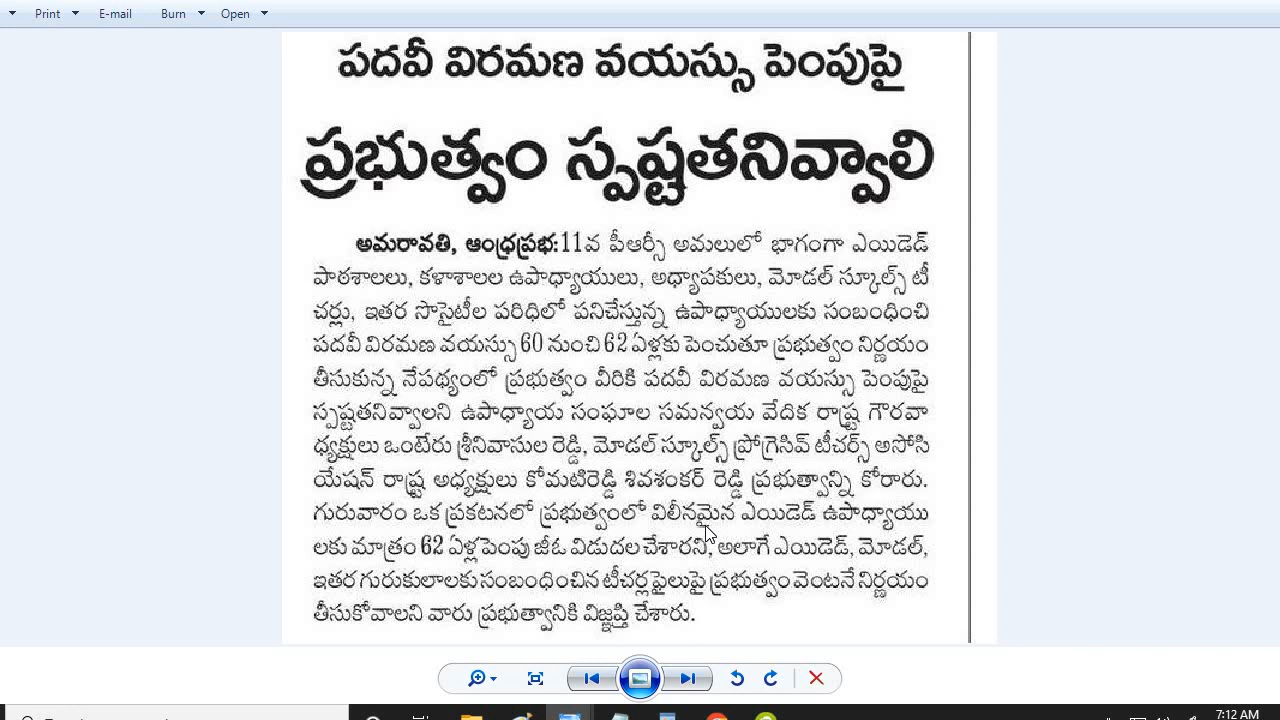 Print
E-mail
Burn
Open
పదవీ విరమణ వయస్సు పెంపుపై
ప్రభుత్వం స్పష్టతనివ్వాలి
అమరావతి, ఆంధ్రప్రభ:11వ పీఆర్సీ అమలులో భాగంగా ఎయిడెడ్
పాఠశాలలు, కళాశాలల ఉపాధ్యాయులు, అధ్యాపకులు, మోడల్ స్కూల్స్ టీ
చర్లు, ఇతర సొసైటీల పరిధిలో పనిచేస్తున్న ఉపాధ్యాయులకు సంబంధించి
పదవీ విరమణ వయస్సు 60 నుంచి 62 ఏళ్లకు పెంచుతూ ప్రభుత్వం నిర్ణయం
తీసుకున్న నేపథ్యంలో ప్రభుత్వం వీరికి పదవీ విరమణ వయస్సు పెంపుపై
స్పష్టతనివ్వాలని ఉపాధ్యాయ సంఘాల సమన్వయ వేదిక రాష్ట్ర గౌరవా
ధ్యక్షులు ఒంటేరు శ్రీనివాసుల రెడ్డి, మోడల్ స్కూల్స్ ప్రోగ్రెసివ్ టీచర్స్ అసోసి
యేషన్ రాష్ట్ర అధ్యక్షులు కోమటిరెడ్డి శివశంకర్ రెడ్డి ప్రభుత్వాన్ని కోరారు.
గురువారం ఒక ప్రకటనలో ప్రభుత్వంలో విలీనమైన ఎయిడెడ్ ఉపాధ్యాయు
లకు మాత్రం 62 ఏళ్ల పెంపు జీఓ విడుదల చేశారని, అలాగే ఎయిడెడ్, మోడల్,
ఇతర గురుకులాలకు సంబంధించిన టీచర్ల ఫైలుపై ప్రభుత్వం వెంటనే నిర్ణయం
తీసుకోవాలని వారు ప్రభుత్వానికి విజ్ఞప్తి చేశారు.
7:12 AM